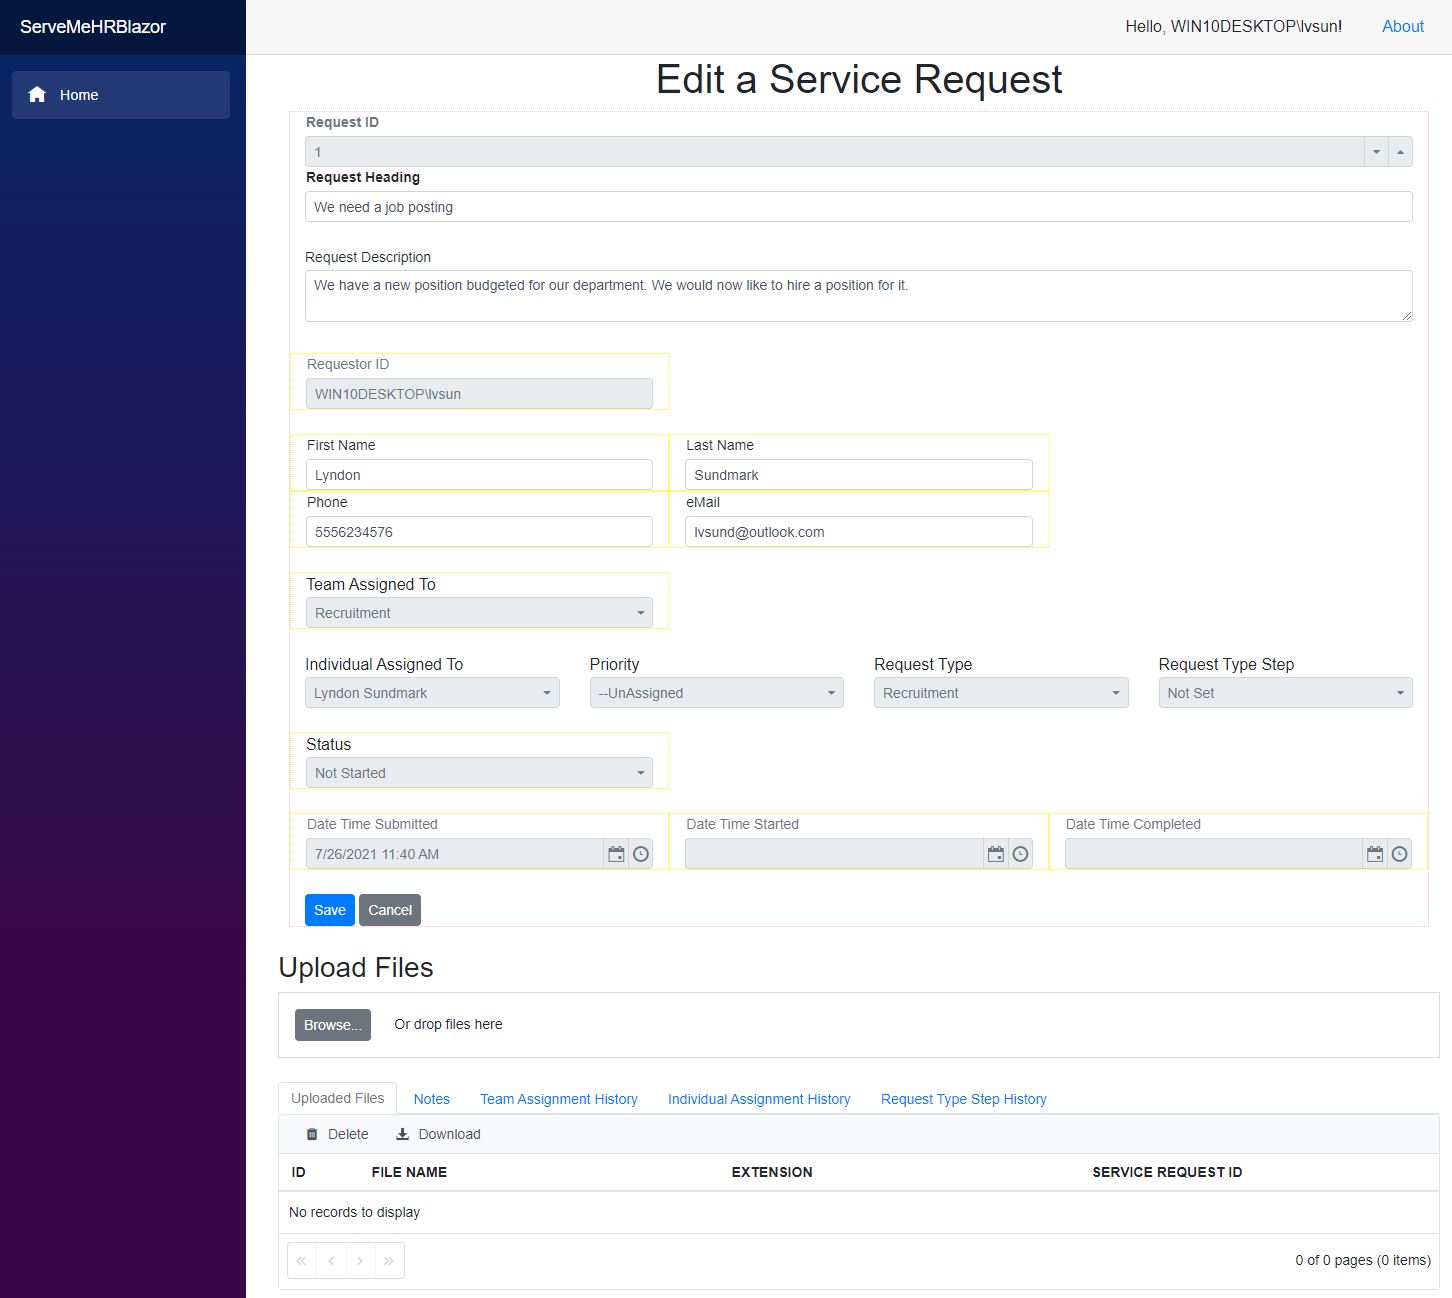 ServeMeHRBlazor
Hello, WIN10DESKTOP\lvsun!
About
Home
Edit a Service Request
Request ID
1
Request Heading
We need a job posting
Request Description
We have a new position budgeted for our department. We would now like to hire a position for it.
Requestor ID
WIN10DESKTOP\lvsun
First Name
Last Name
Lyndon
Sundmark
Phone
eMail
5556234576
lvsund@outlook.com
Team Assigned To
Recruitment
Individual Assigned To
Priority
Request Type
Request Type Step
Lyndon Sundmark
--UnAssigned
Recruitment
Not Set
Status
Not Started
Date Time Submitted
Date Time Started
Date Time Completed
7/26/2021 11:40 AM
Save
Cancel
Upload Files
Browse...
Or drop files here
Uploaded Files
Notes
Team Assignment History
Individual Assignment History
Request Type Step History
Delete
Download
ID
FILE NAME
EXTENSION
SERVICE REQUEST ID
No records to display
0 of 0 pages (0 items)